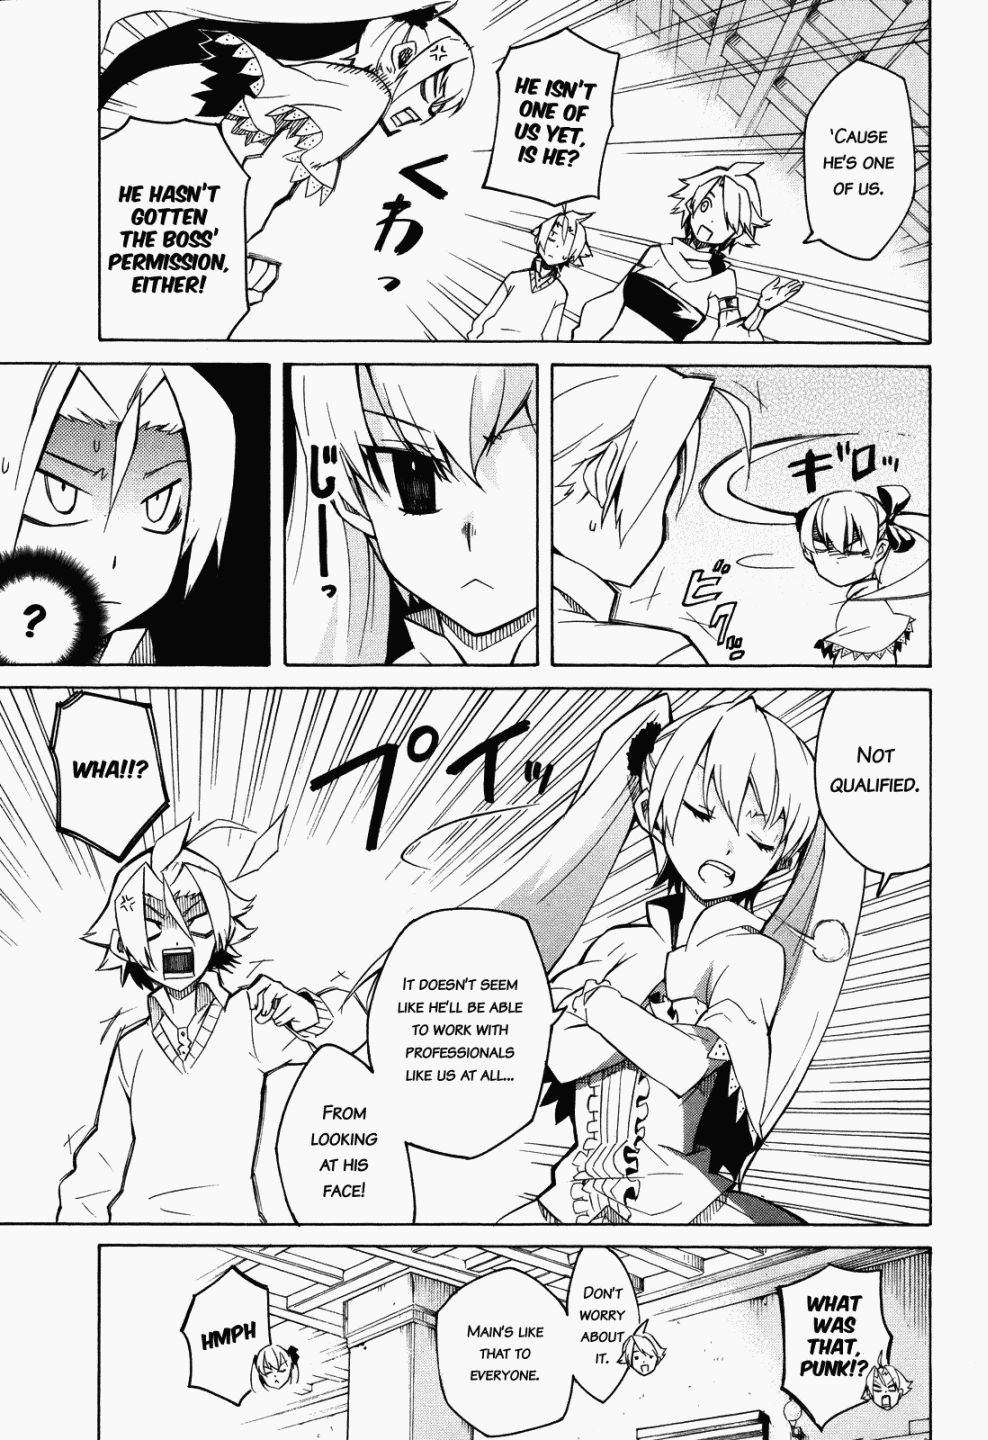 'CAUSE
HE'S ONE
OF US.
HE ISN'T
ONE OF
US YET,
IS HE?
くわっ
HE HASN'T
GOTTEN
THE BOSS'
PERMISSION,
EITHER!
ギロッ
ビクッ
じーっ
?
NOT
QUALIFIED.
プイッ
WHA!!?
IT DOESN'T SEEM
LIKE HE'LL BE ABLE
TO WORK WITH
PROFESSIONALS
LIKE US AT ALL...
FROM
LOOKING
AT HIS
FACE!
WHAT
WAS
THAT,
PUNK!?
DON'T
WORRY
ABOUT
IT.
MAIN'S LIKE
THAT TO
EVERYONE.
HMPH